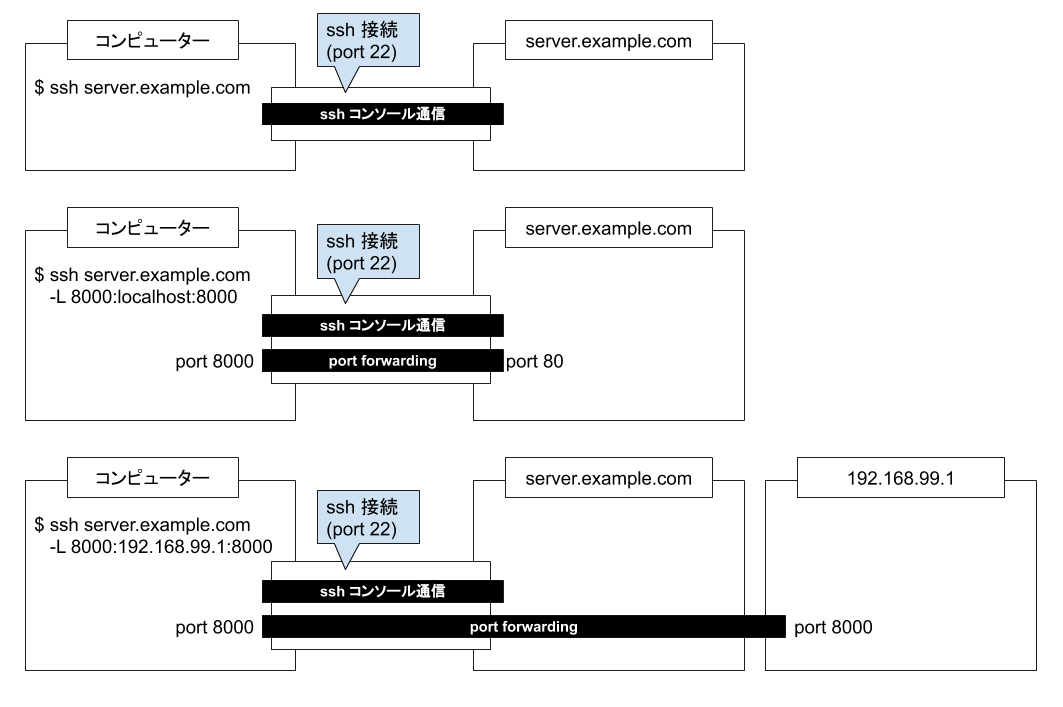 コンピューター
ssh 接続
(port 22)
server.example.com
$ ssh server.example.com
ssh コンソール通信
コンピューター
ssh 接続
(port 22)
server.example.com
$ ssh server.example.com
-L 8000:localhost:8000
ssh コンソール通信
port 8000
port forwarding
port 80
コンピューター
ssh 接続
(port 22)
server.example.com
192.168.99.1
$ ssh server.example.com
-L 8000:192.168.99.1:8000
ssh コンソール通信
port 8000
port forwarding
port 8000